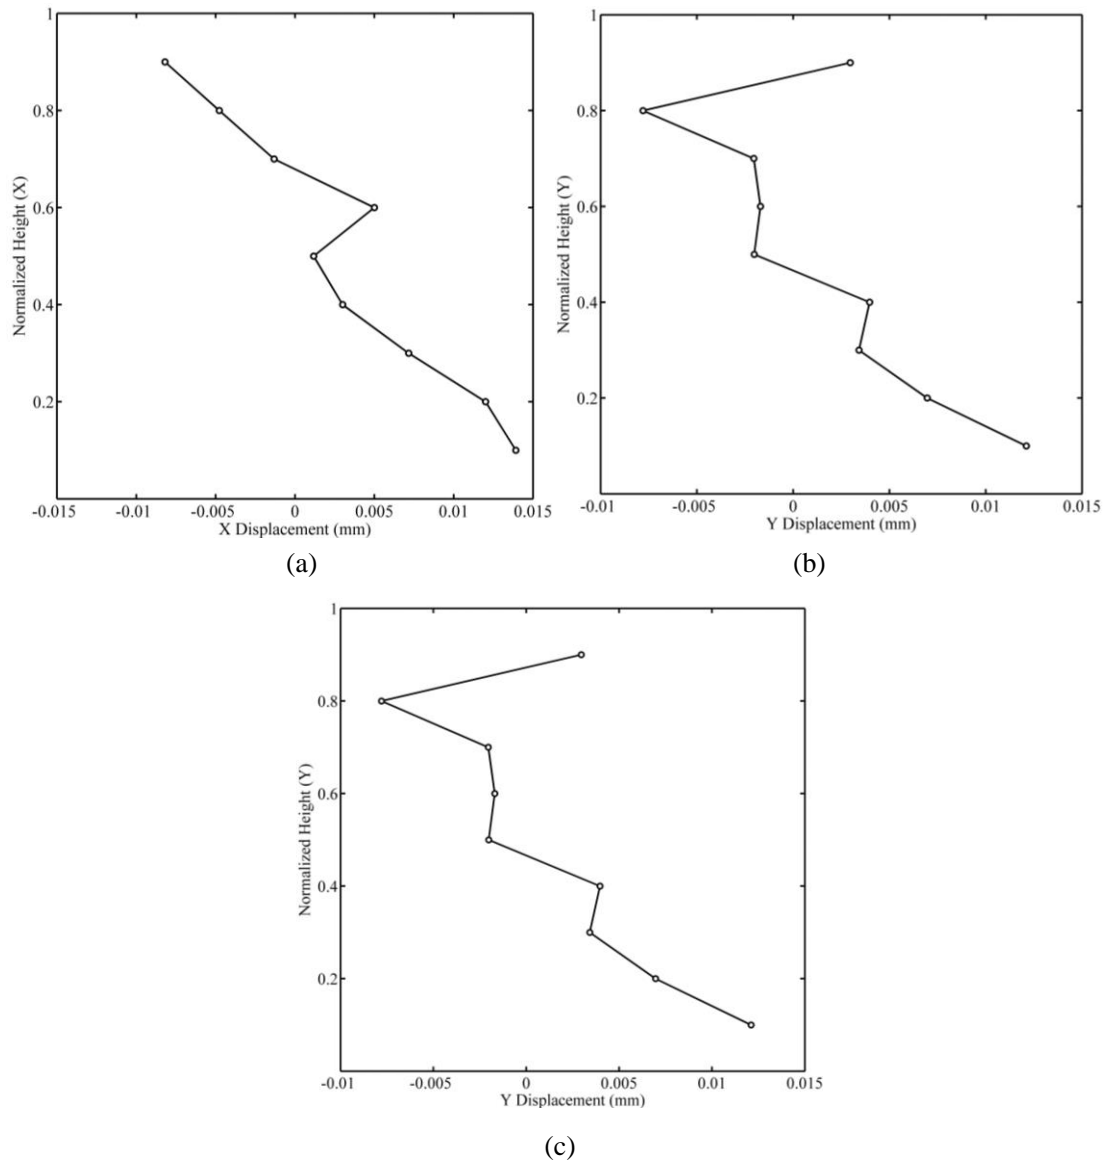 1
0.8
0.6
0.4
0.2
Normalized Height (X)
-0.015 -0.01 -0.005 0 0.005 0.01 0.015
X Displacement (mm)
(a)
1
0.8
0.6
0.4
0.2
Normalized Height (Y)
-0.01 -0.005 0 0.005 0.01 0.015
Y Displacement (mm)
(b)
1
0.8
0.6
0.4
0.2
Normalized Height (Y)
-0.01 -0.005 0 0.005 0.01 0.015
Y Displacement (mm)
(c)